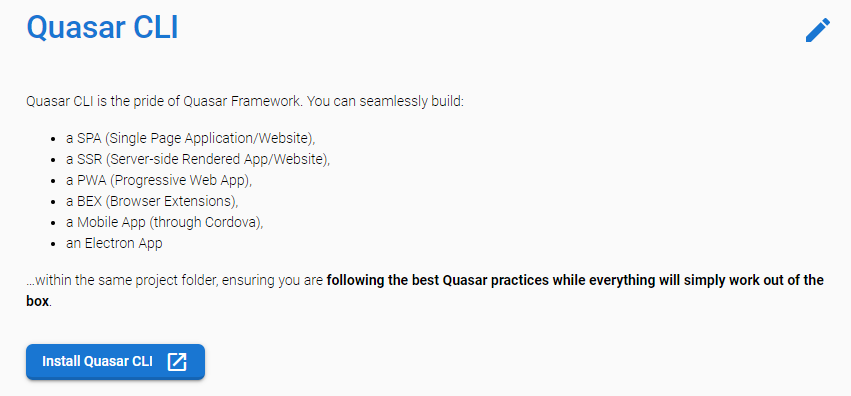 Quasar CLI
Quasar CLI is the pride of Quasar Framework. You can seamlessly build:
• a SPA (Single Page Application/Website),
• a SSR (Server-side Rendered App/Website),
• a PWA (Progressive Web App),
• a BEX (Browser Extensions),
• a Mobile App (through Cordova),
• an Electron App
…within the same project folder, ensuring you are following the best Quasar practices while everything will simply work out of the
box.
Install Quasar CLI